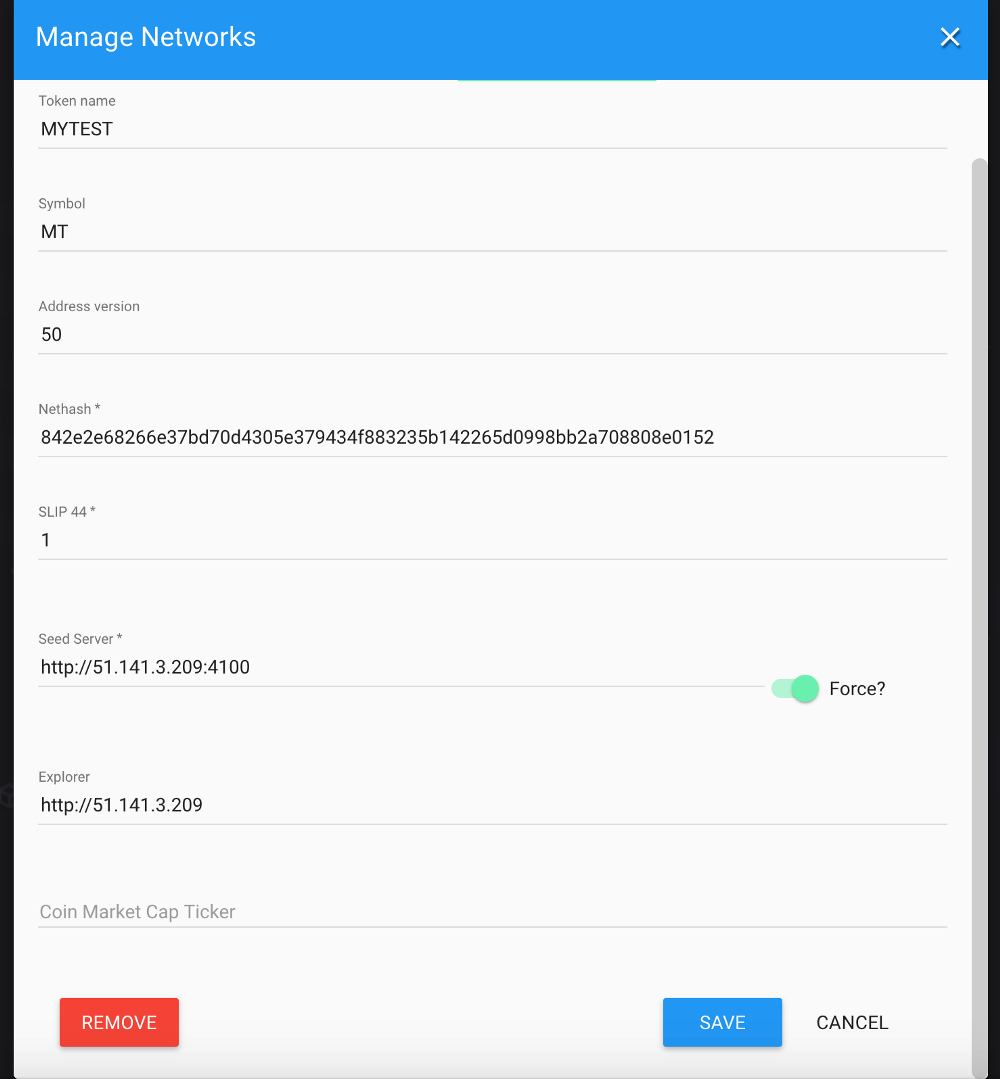 Manage Networks
Token name
MYTEST
Symbol
MT
Address version
50
Nethash *
842e2e68266e37bd70d4305e379434f883235b142265d0998bb2a708808e0152
SLIP 44 *
1
Seed Server *
http://51.141.3.209:4100
Force?
Explorer
http://51.141.3.209
Coin Market Cap Ticker
REMOVE SAVE CANCEL